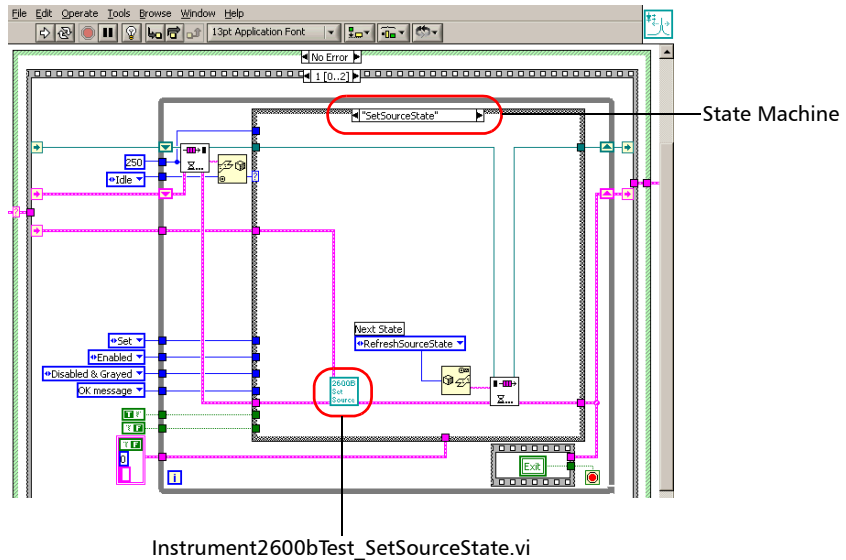 File Edit Operate Tools Browse Window Help
13pt Application Font
No Error
1 [0..2]
"SetSourceState"
State Machine
250
Idle
Next State
RefreshSourceState
Set
Enabled
Disabled & Grayed
OK message
2600B
Set
Source
T
F
F
0
Exit
i
Instrument2600bTest_SetSourceState.vi